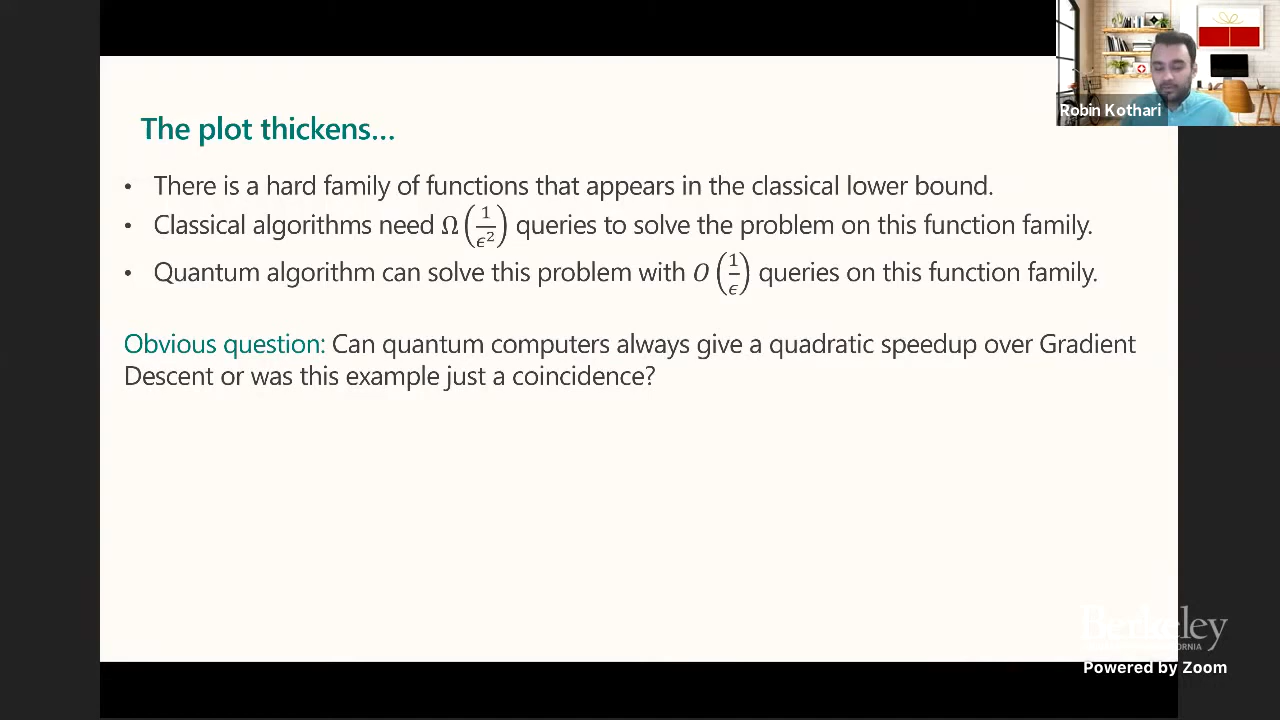 Robin Kothari
The plot thickens...
• There is a hard family of functions that appears in the classical lower bound.
• Classical algorithms need Ω(1/ϵ²) queries to solve the problem on this function family.
• Quantum algorithm can solve this problem with O(1/ϵ) queries on this function family.
Obvious question: Can quantum computers always give a quadratic speedup over Gradient
Descent or was this example just a coincidence?
Berkeley
Powered by Zoom